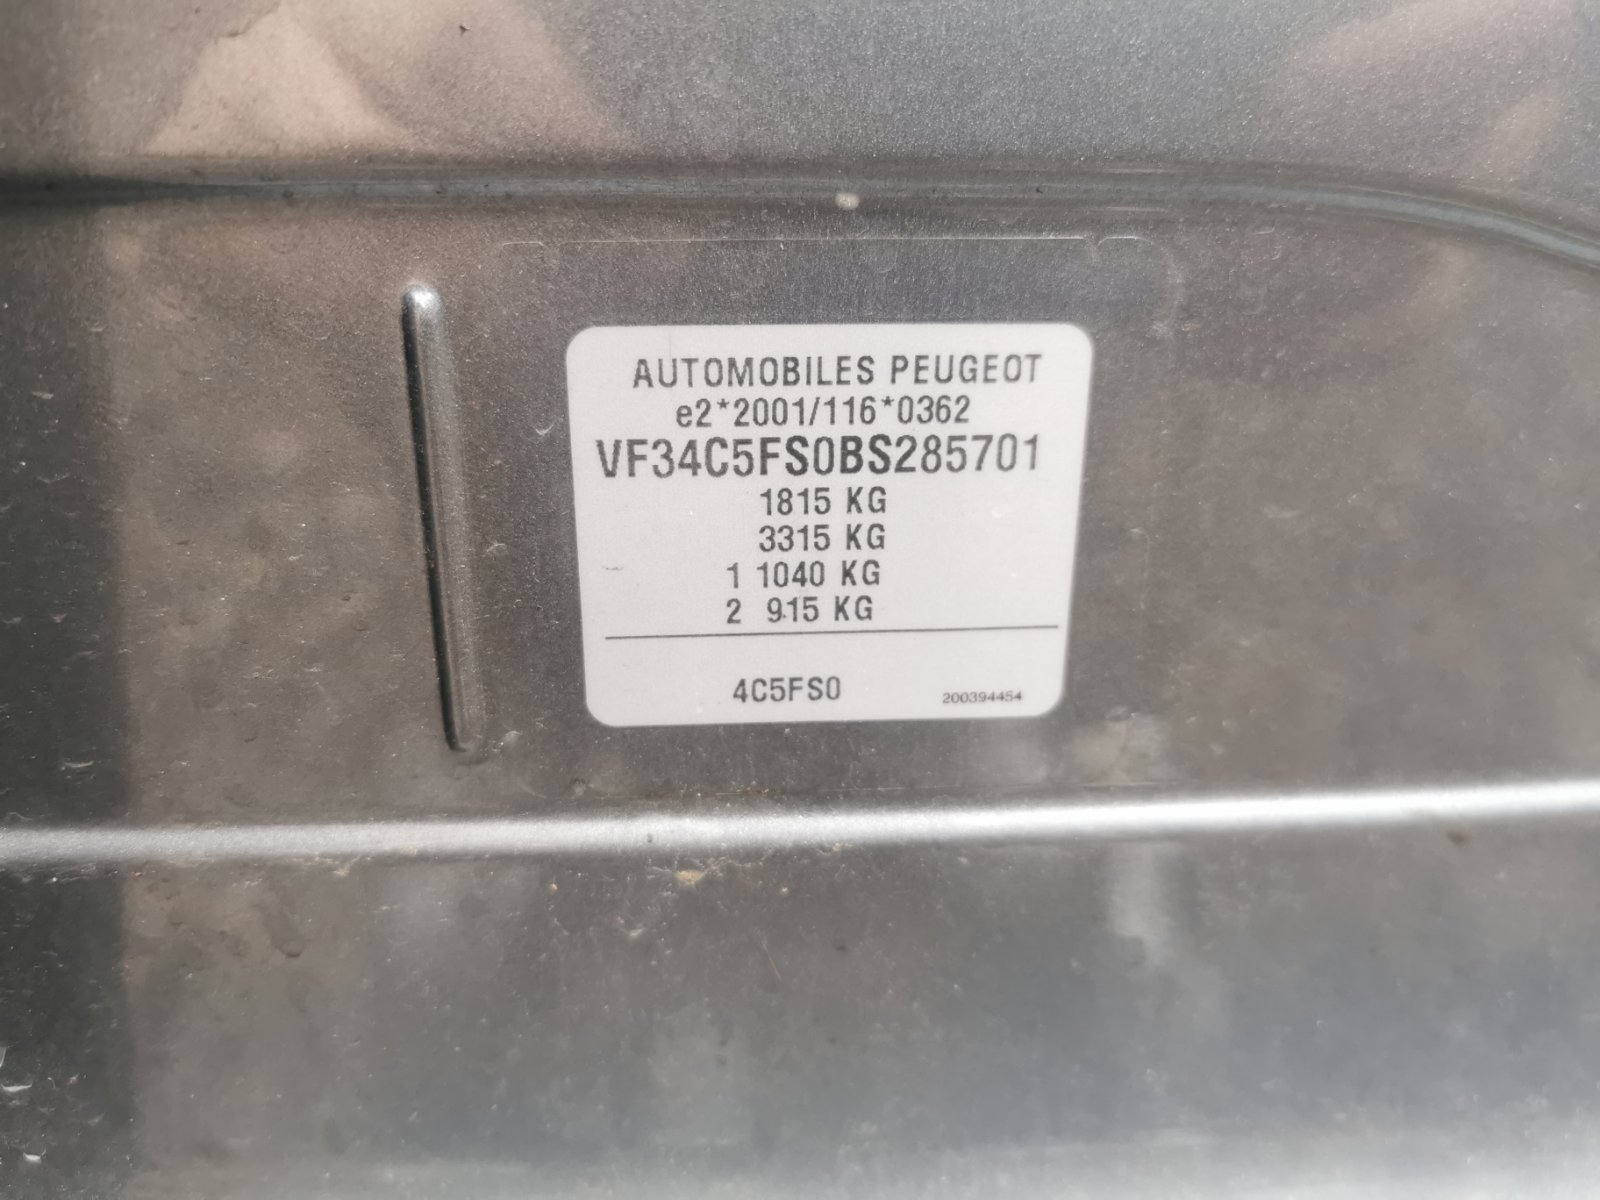 AUTOMOBILES PEUGEOT
e2*2001/116*0362
VF34C5FS0BS285701
1815 KG
3315 KG
1 1040 KG
2 915 KG
4C5FS0
200394454